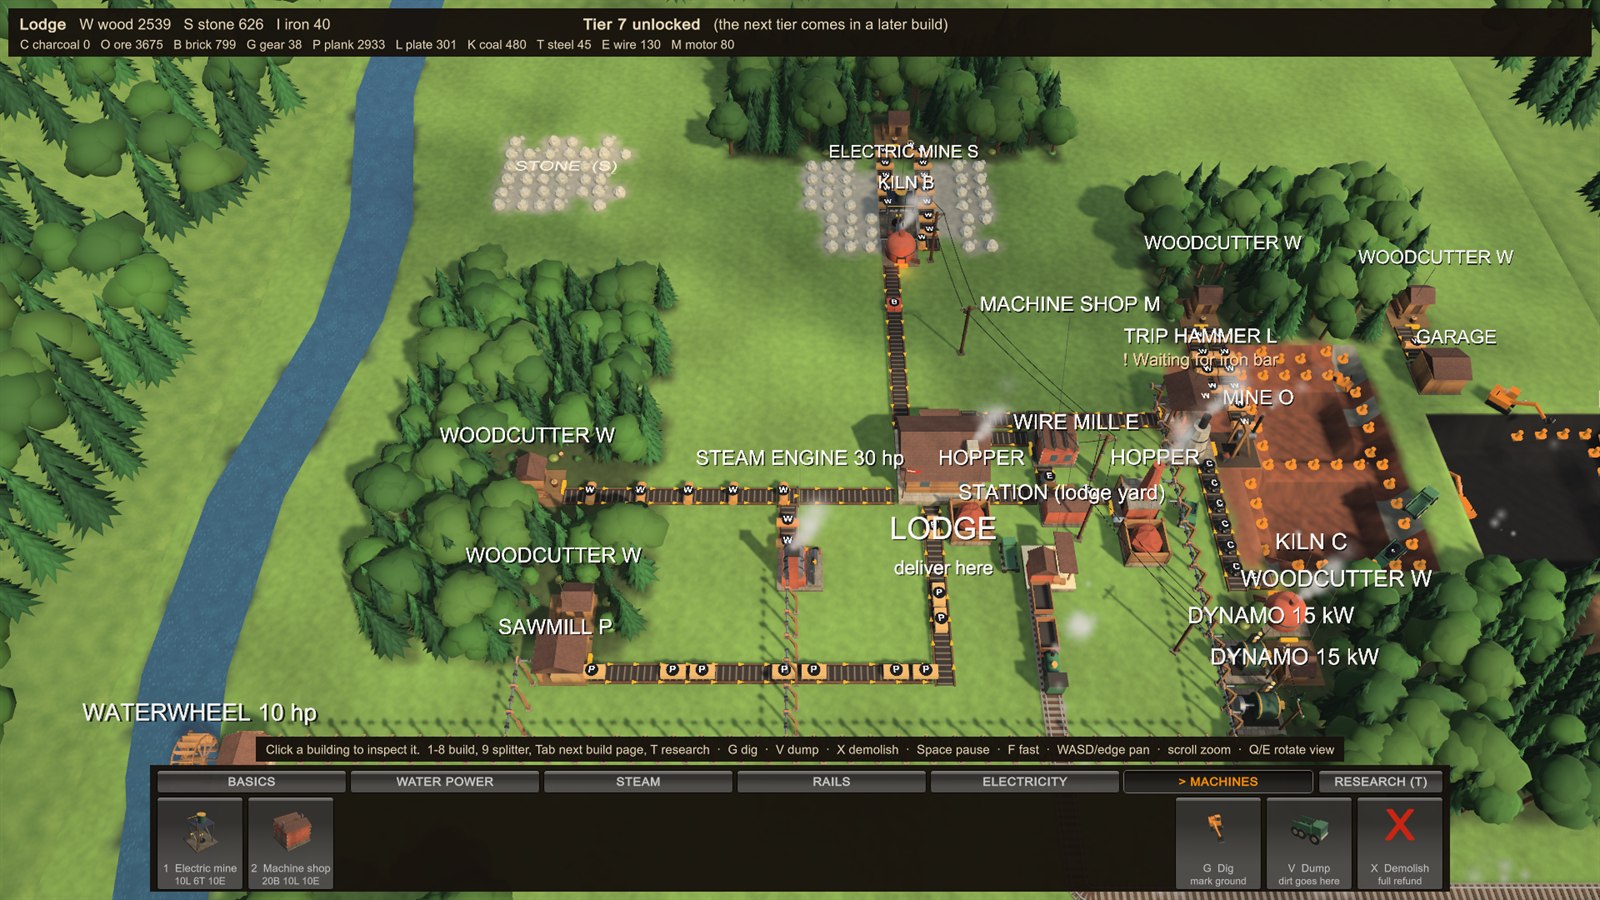 Lodge W wood 2539 S stone 626 I iron 40
Tier 7 unlocked (the next tier comes in a later build)
C charcoal 0 O ore 3675 B brick 799 G gear 38 P plank 2933 L plate 301 K coal 480 T steel 45 E wire 130 M motor 80
STONE (S)
ELECTRIC MINE S
KILN B
WOODCUTTER W
WOODCUTTER W
MACHINE SHOP M
TRIP HAMMER L
! Waiting for iron bar
GARAGE
MINE O
WIRE MILL E
WOODCUTTER W
STEAM ENGINE 30 hp
HOPPER
HOPPER
STATION (lodge yard)
LODGE
deliver here
KILN C
WOODCUTTER W
WOODCUTTER W
DYNAMO 15 kW
SAWMILL P
DYNAMO 15 kW
WATERWHEEL 10 hp
Click a building to inspect it. 1-8 build, 9 splitter, Tab next build page, T research · G dig · V dump · X demolish · Space pause · F fast · WASD/edge pan · scroll zoom · Q/E rotate view
BASICS
WATER POWER
STEAM
RAILS
ELECTRICITY
> MACHINES
RESEARCH (T)
1 Electric mine
10L 6T 10E
2 Machine shop
20B 10L 10E
G Dig
mark ground
V Dump
dirt goes here
X Demolish
full refund